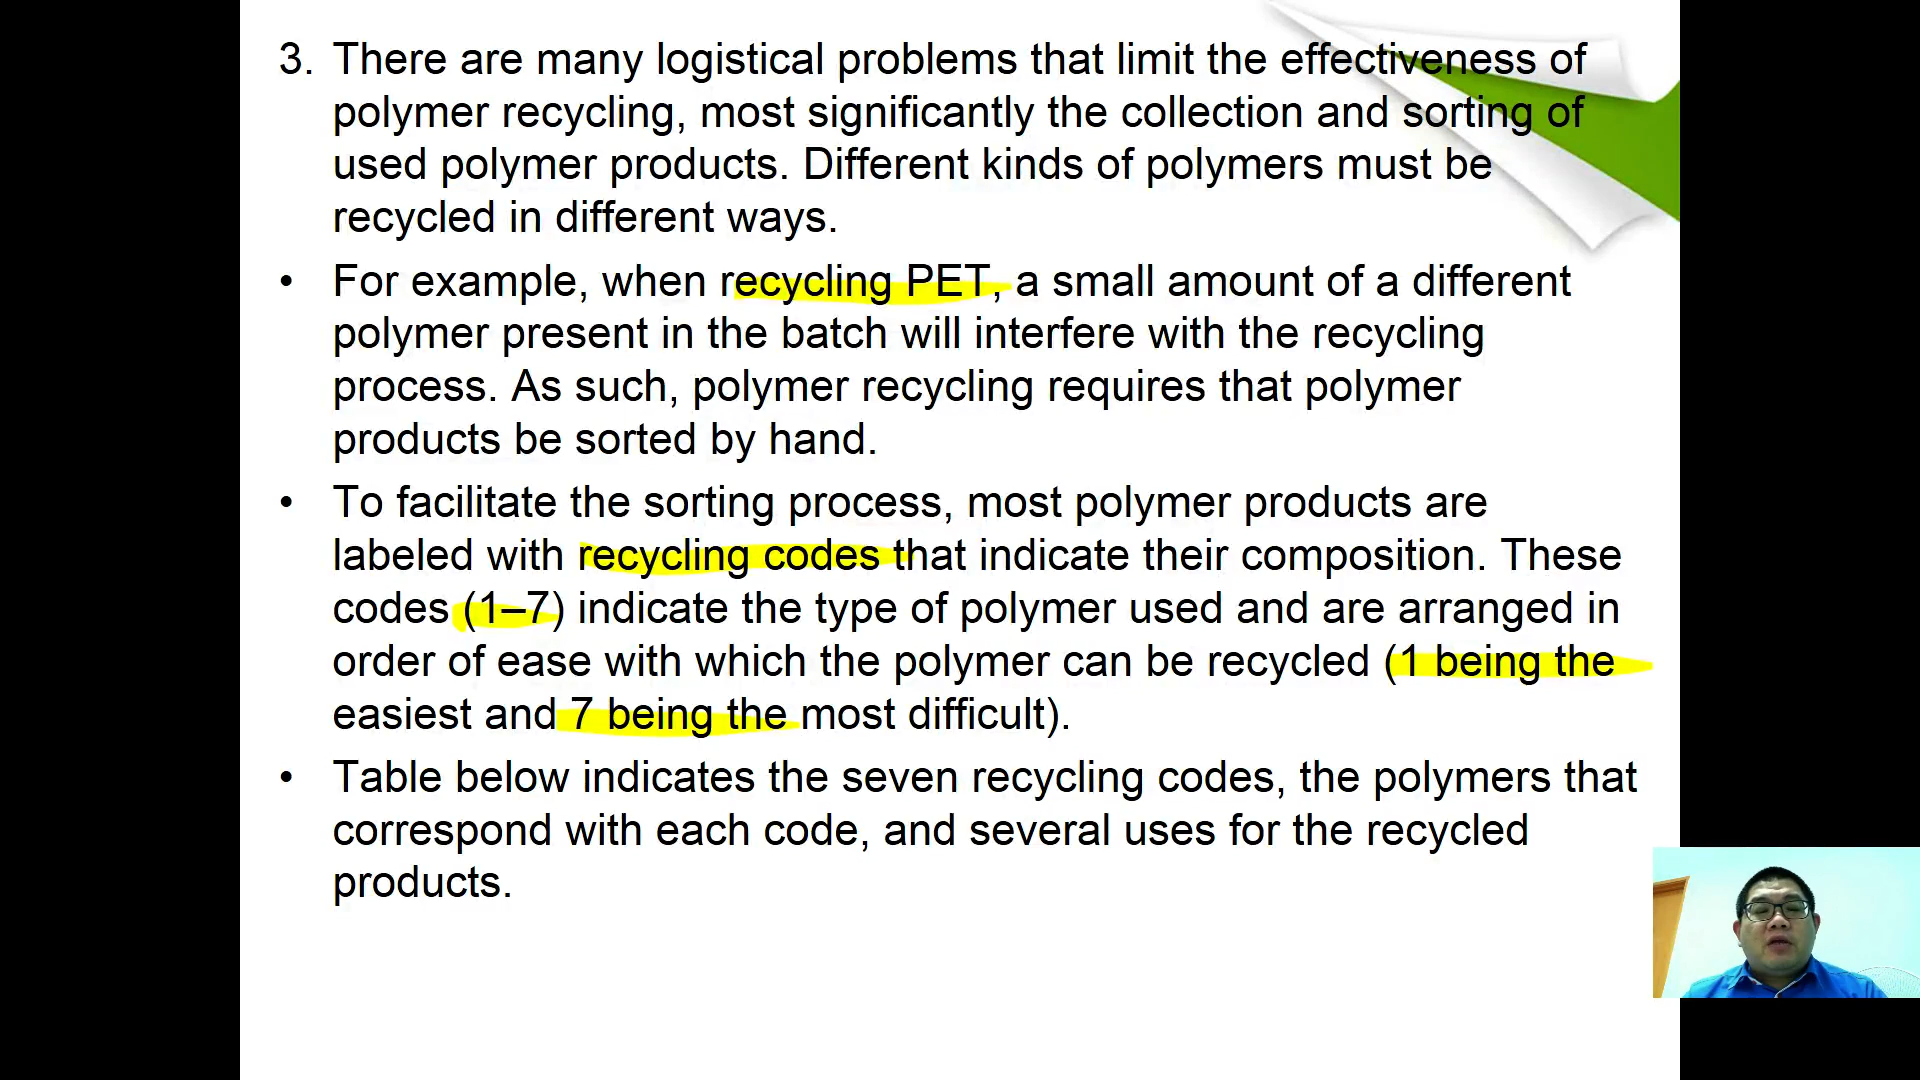 3. There are many logistical problems that limit the effectiveness of
polymer recycling, most significantly the collection and sorting of
used polymer products. Different kinds of polymers must be
recycled in different ways.
• For example, when recycling PET, a small amount of a different
polymer present in the batch will interfere with the recycling
process. As such, polymer recycling requires that polymer
products be sorted by hand.
• To facilitate the sorting process, most polymer products are
labeled with recycling codes that indicate their composition. These
codes (1–7) indicate the type of polymer used and are arranged in
order of ease with which the polymer can be recycled (1 being the
easiest and 7 being the most difficult).
• Table below indicates the seven recycling codes, the polymers that
correspond with each code, and several uses for the recycled
products.